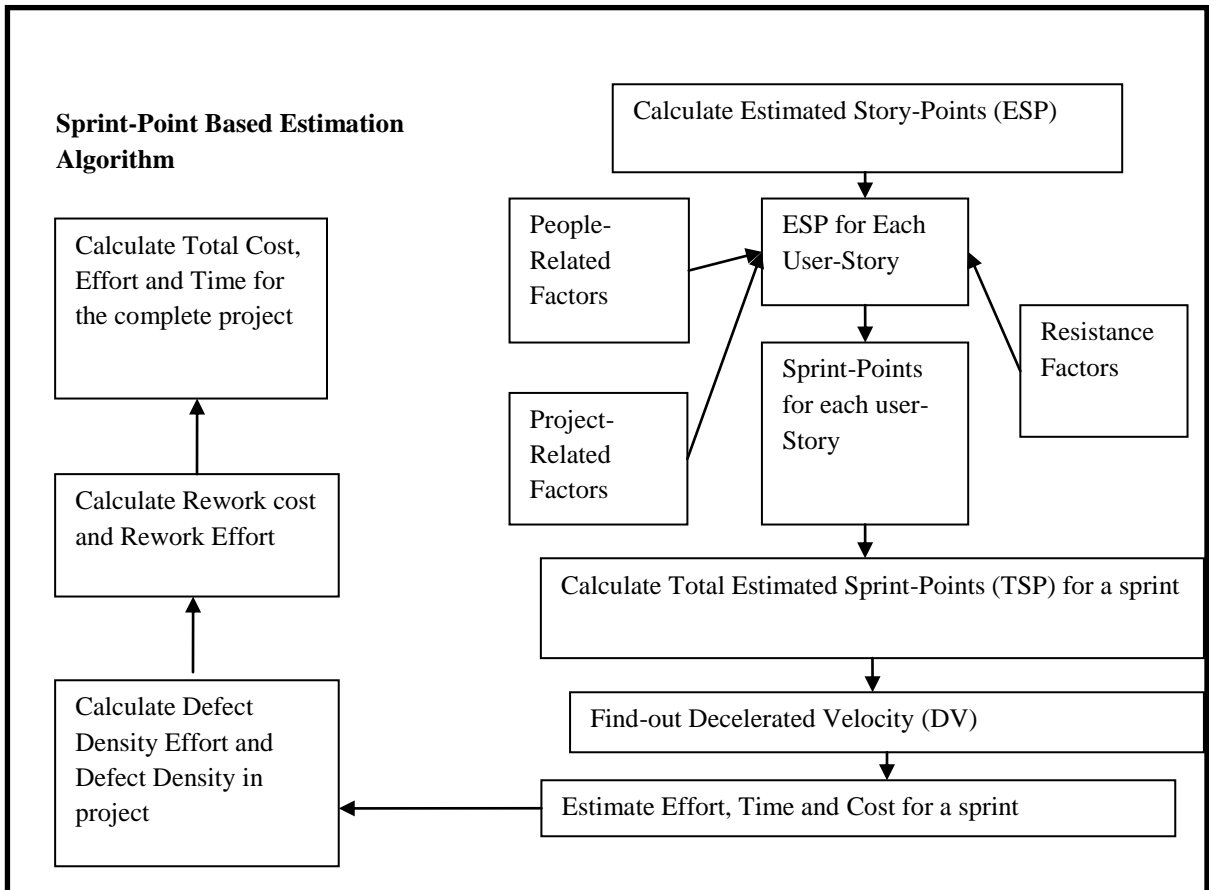 Sprint-Point Based Estimation
Algorithm
Calculate Estimated Story-Points (ESP)
People-
Related
Factors
ESP for Each
User-Story
Resistance
Factors
Project-
Related
Factors
Sprint-Points
for each user-
Story
Calculate Total Estimated Sprint-Points (TSP) for a sprint
Find-out Decelerated Velocity (DV)
Estimate Effort, Time and Cost for a sprint
Calculate Defect
Density Effort and
Defect Density in
project
Calculate Rework cost
and Rework Effort
Calculate Total Cost,
Effort and Time for
the complete project